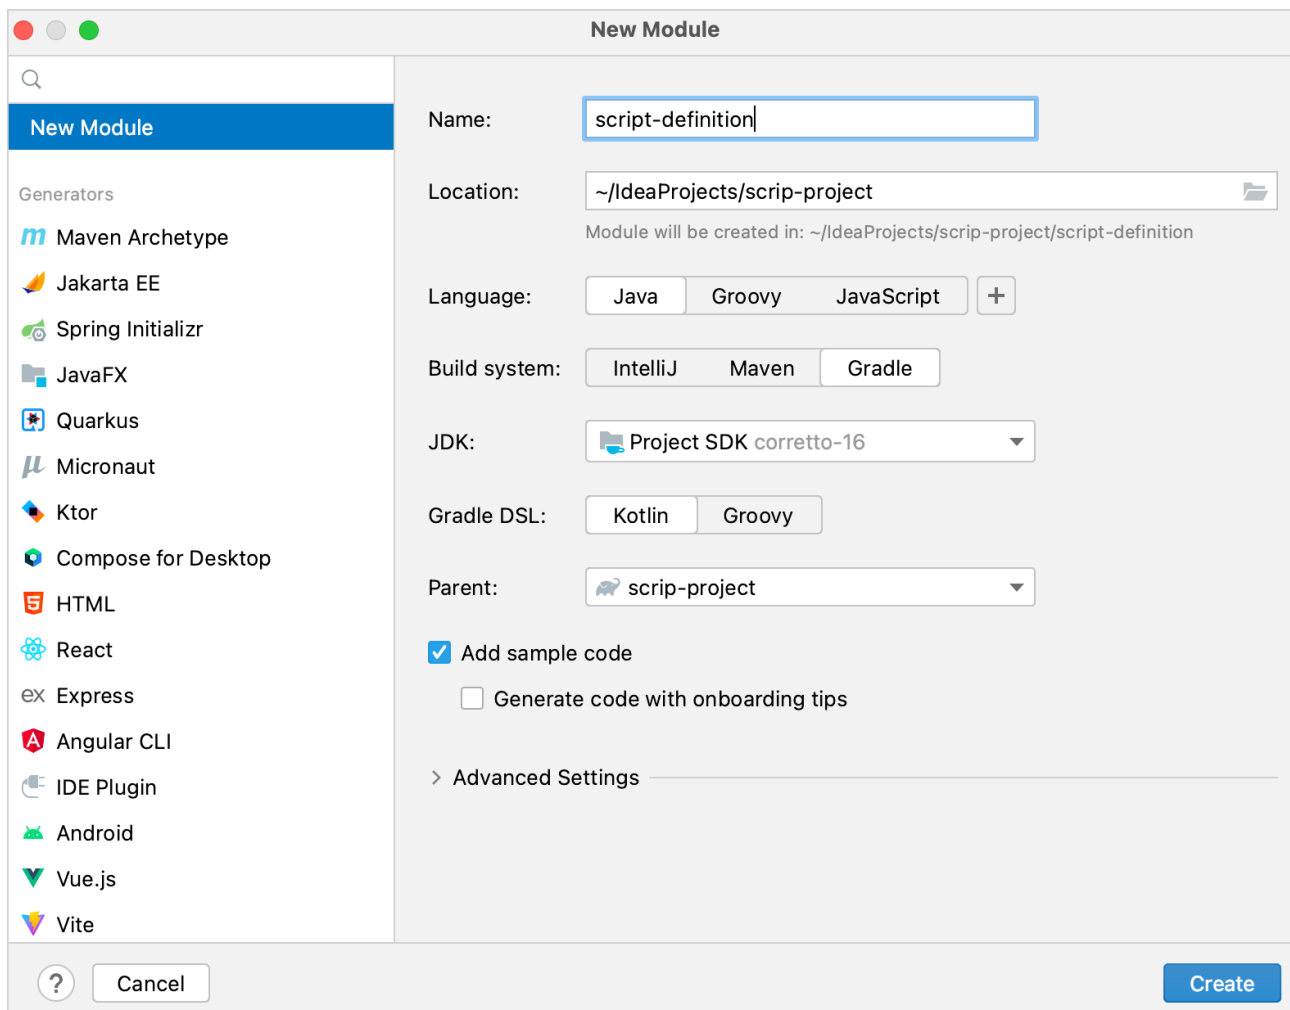 New Module
New Module
Generators
Maven Archetype
Jakarta EE
Spring Initializr
JavaFX
Quarkus
Micronaut
Ktor
Compose for Desktop
HTML
React
ex Express
Angular CLI
IDE Plugin
Android
Vue.js
Vite
Name: script-definition
Location: ~/IdeaProjects/scrip-project
Module will be created in: ~/IdeaProjects/scrip-project/script-definition
Language: Java Groovy JavaScript +
Build system: IntelliJ Maven Gradle
JDK: Project SDK corretto-16
Gradle DSL: Kotlin Groovy
Parent: scrip-project
Add sample code
Generate code with onboarding tips
Advanced Settings
? Cancel Create